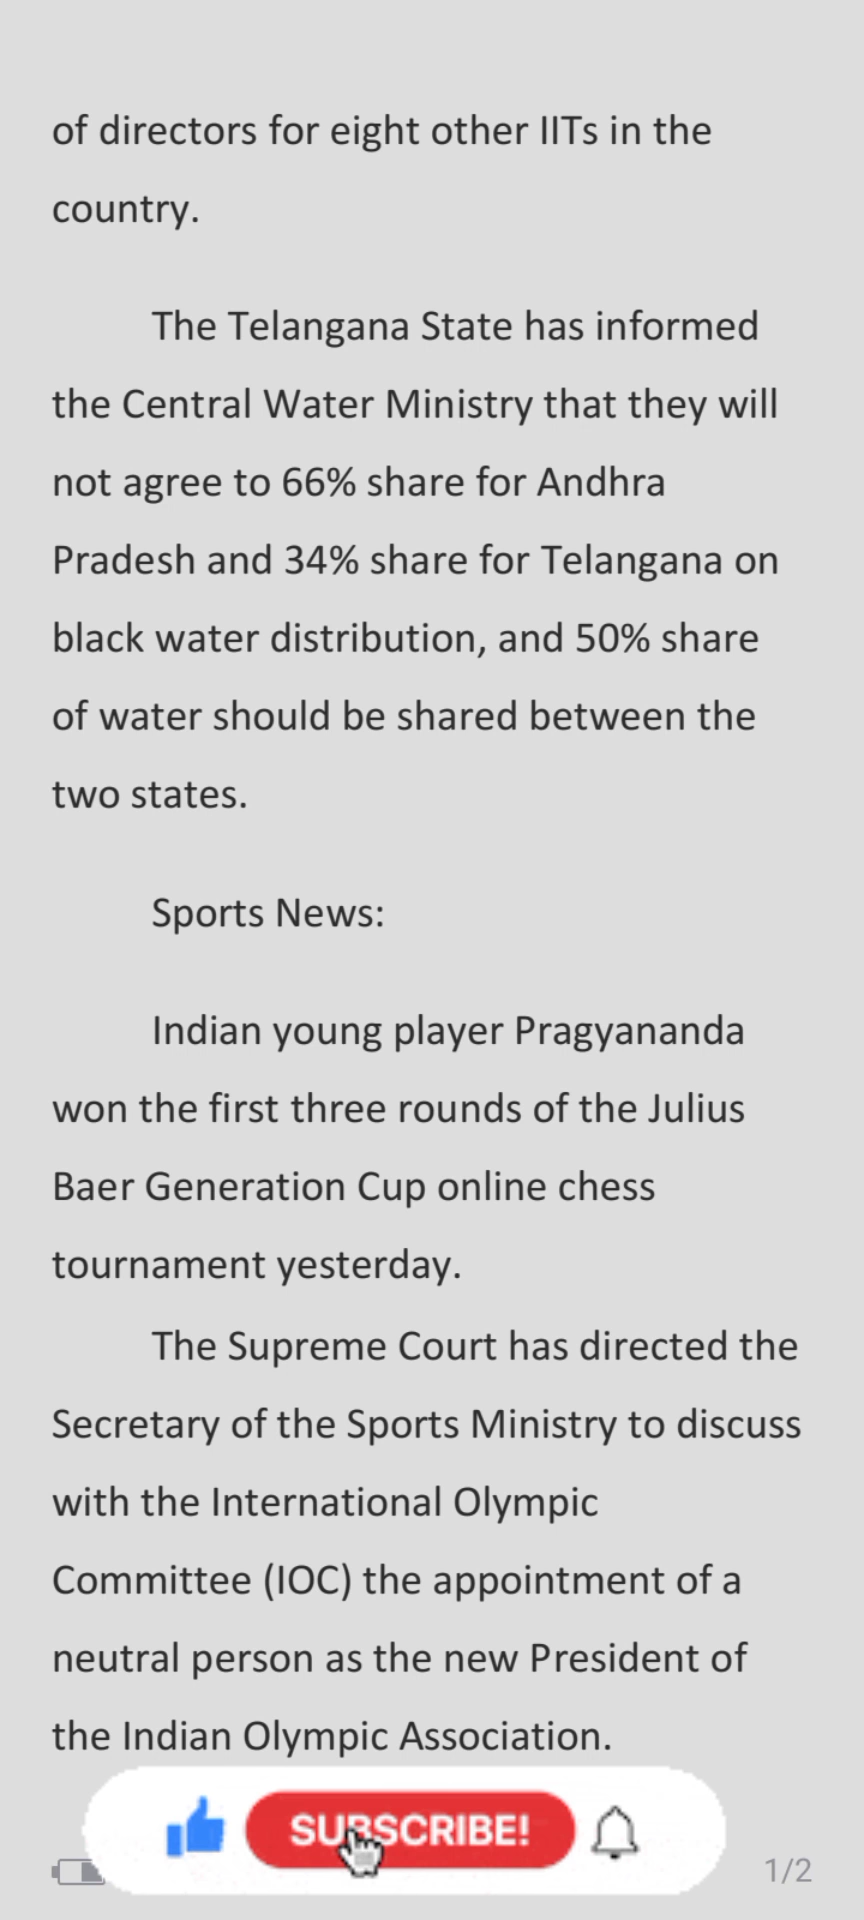 of directors for eight other IITs in the
country.
The Telangana State has informed
the Central Water Ministry that they will
not agree to 66% share for Andhra
Pradesh and 34% share for Telangana on
black water distribution, and 50% share
of water should be shared between the
two states.
Sports News:
Indian young player Pragyananda
won the first three rounds of the Julius
Baer Generation Cup online chess
tournament yesterday.
The Supreme Court has directed the
Secretary of the Sports Ministry to discuss
with the International Olympic
Committee (IOC) the appointment of a
neutral person as the new President of
the Indian Olympic Association.
SUBSCRIBE!
1/2